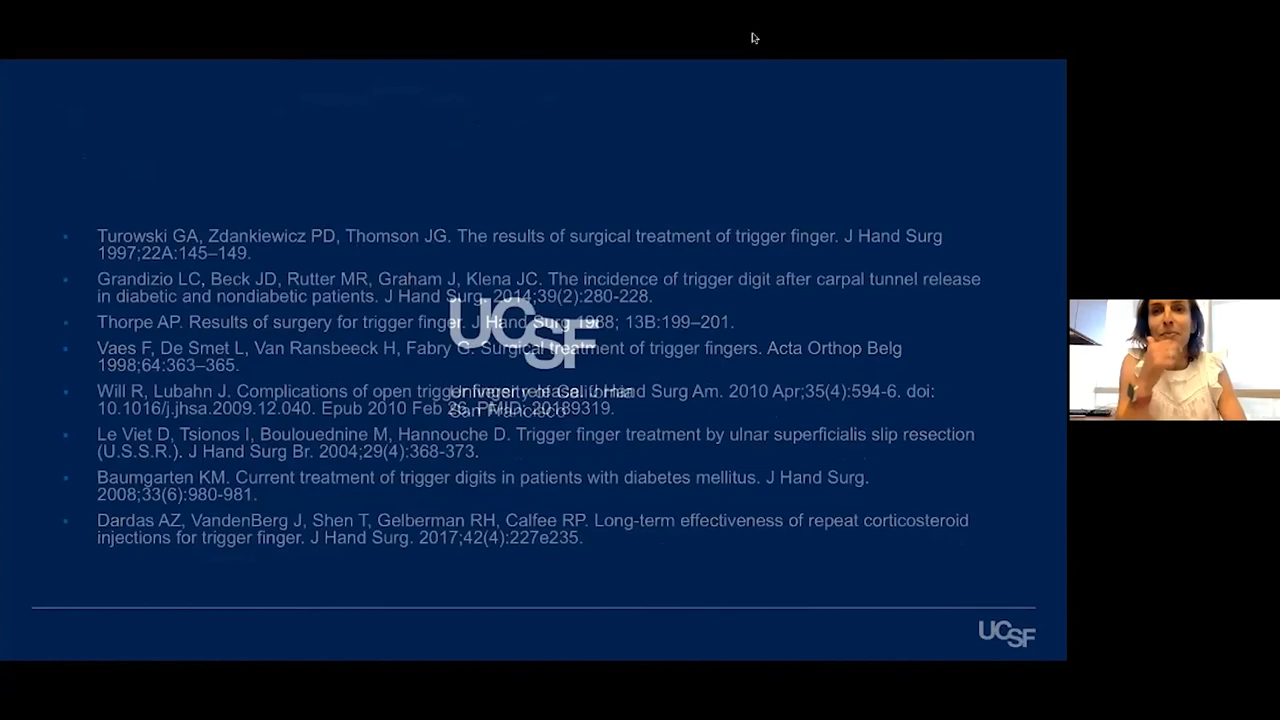 Turowski GA, Zdankiewicz PD, Thomson JG. The results of surgical treatment of trigger finger. J Hand Surg
1997;22A:145–149.
Grandizio LC, Beck JD, Rutter MR, Graham J, Klena JC. The incidence of trigger digit after carpal tunnel release
in diabetic and nondiabetic patients. J Hand Surg. 2014;39(2):280-228.
Thorpe AP. Results of surgery for trigger finger. J Hand Surg 1988; 13B:199–201.
Vaes F, De Smet L, Van Ransbeeck H, Fabry G. Surgical treatment of trigger fingers. Acta Orthop Belg
1998;64:363–365.
Will R, Lubahn J. Complications of open trigger finger release. J Hand Surg Am. 2010 Apr;35(4):594-6. doi:
10.1016/j.jhsa.2009.12.040. Epub 2010 Feb 26. PMID: 20189319.
Le Viet D, Tsionos I, Boulouednine M, Hannouche D. Trigger finger treatment by ulnar superficialis slip resection
(U.S.S.R.). J Hand Surg Br. 2004;29(4):368-373.
Baumgarten KM. Current treatment of trigger digits in patients with diabetes mellitus. J Hand Surg.
2008;33(6):980-981.
Dardas AZ, VandenBerg J, Shen T, Gelberman RH, Calfee RP. Long-term effectiveness of repeat corticosteroid
injections for trigger finger. J Hand Surg. 2017;42(4):227e235.
UCSF
University of California
San Francisco
UCSF